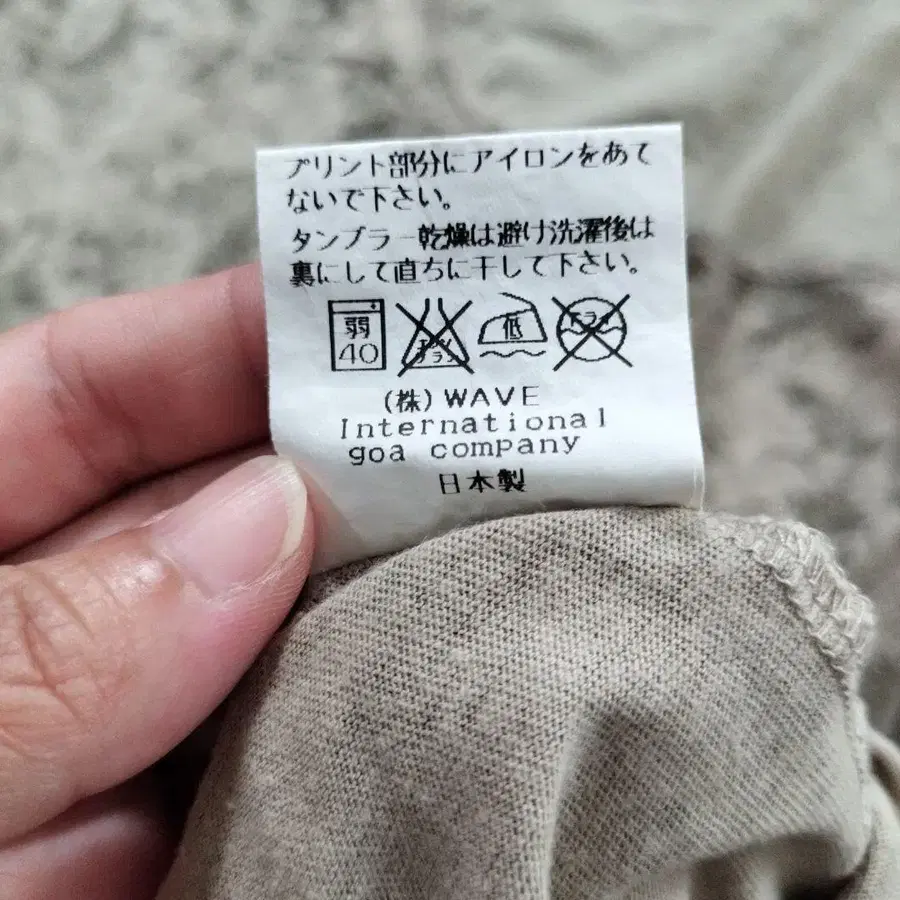 プリント部分にアイロンをあて
ないで下さい。
タンブラー乾燥は避け洗濯後は
裏にして直ちに干して下さい。
弱 低 ドライ
40
(株) WAVE
International
goa company
日本製